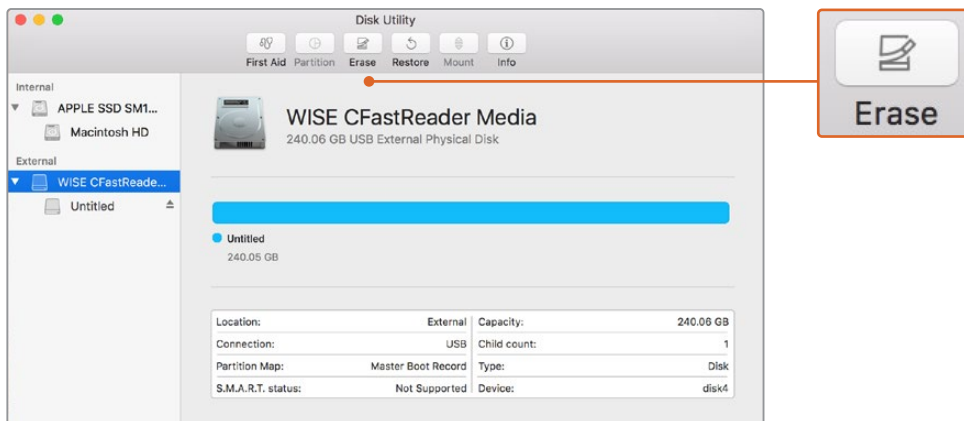 Disk Utility
First Aid Partition Erase Restore Mount Info
Erase
Internal
APPLE SSD SM1...
Macintosh HD
External
WISE CFastReade...
Untitled
WISE CFastReader Media
240.06 GB USB External Physical Disk
Untitled
240.05 GB
Location: External Capacity: 240.06 GB
Connection: USB Child count: 1
Partition Map: Master Boot Record Type: Disk
S.M.A.R.T. status: Not Supported Device: disk4